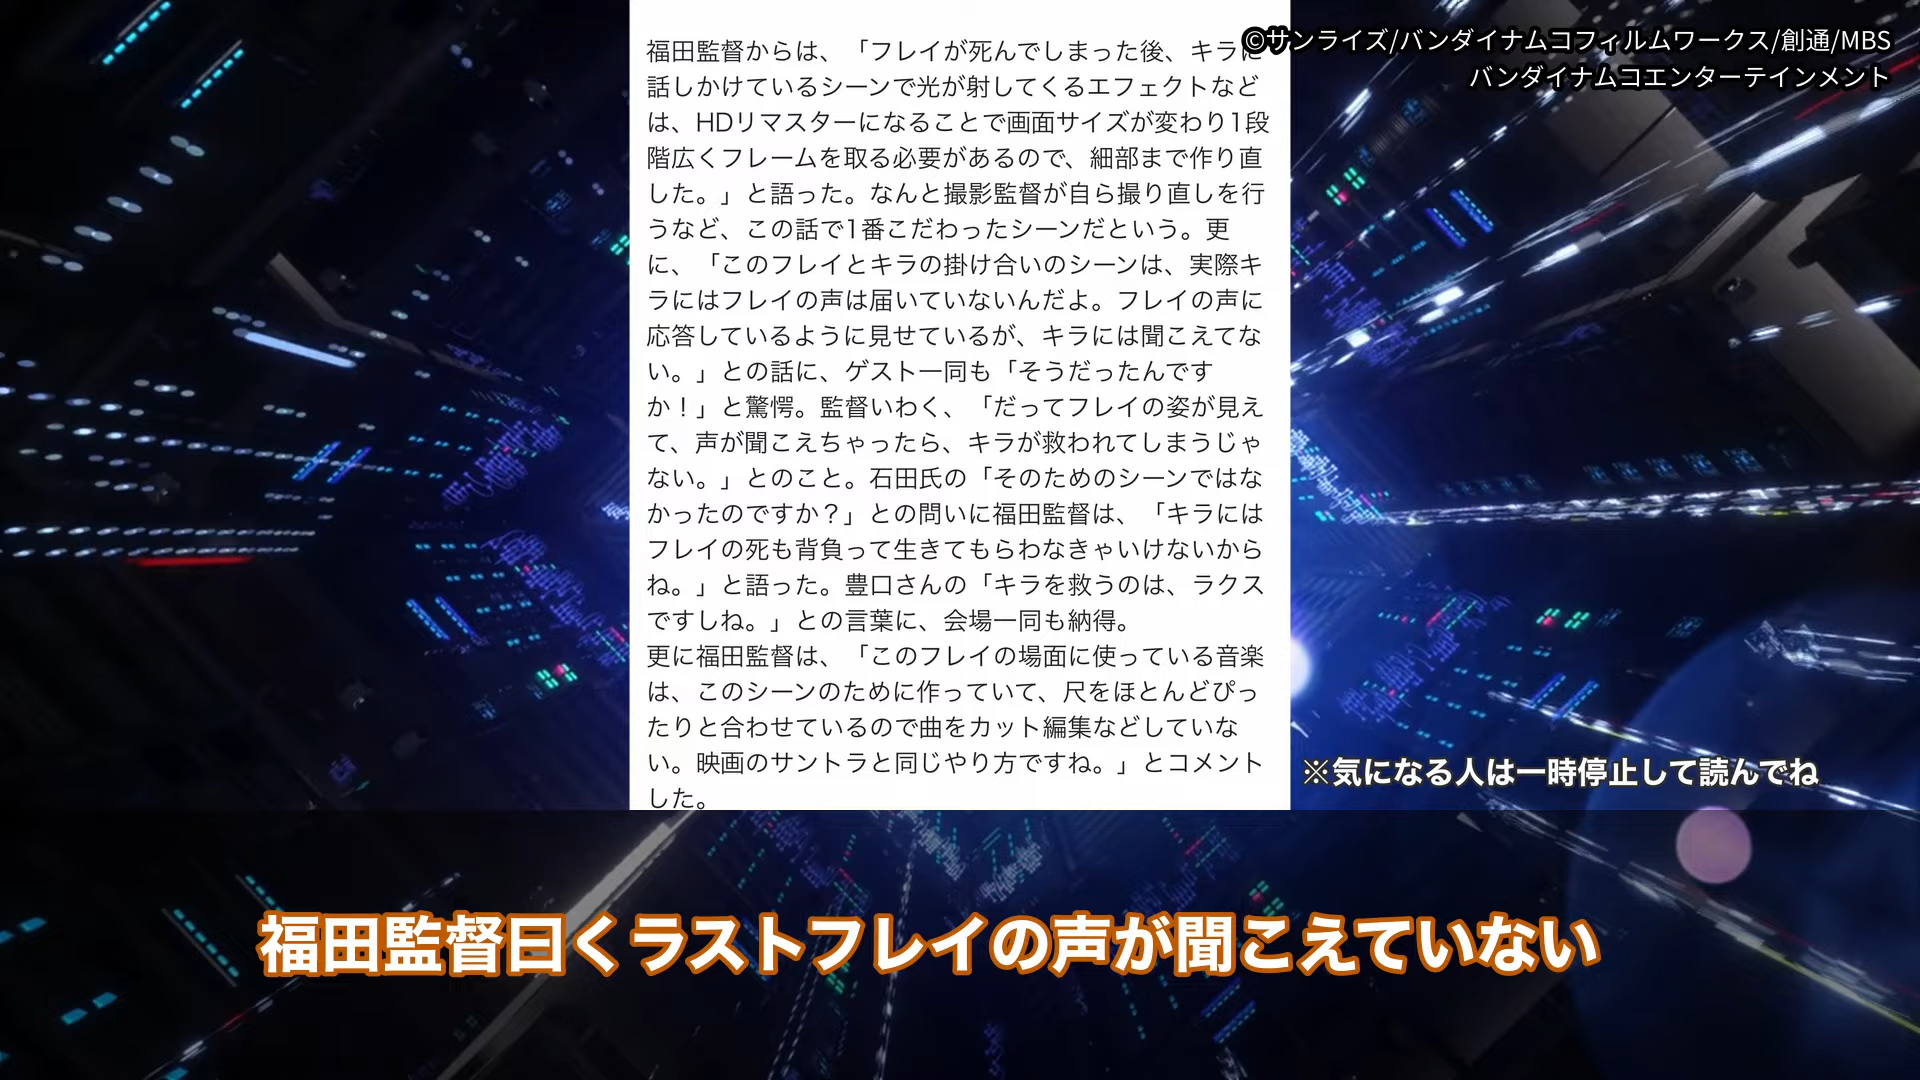 ©サンライズ/バンダイナムコフィルムワークス/創通/MBS
バンダイナムコエンターテインメント
福田監督からは、「フレイが死んでしまった後、キラに
話しかけているシーンで光が射してくるエフェクトなど
は、HDリマスターになることで画面サイズが変わり1段
階広くフレームを取る必要があるので、細部まで作り直
した。」と語った。なんと撮影監督が自ら撮り直しを行
うなど、この話で1番こだわったシーンだという。更
に、「このフレイとキラの掛け合いのシーンは、実際キ
ラにはフレイの声は届いていないんだよ。フレイの声に
応答しているように見せているが、キラには聞こえてな
い。」との話に、ゲスト一同も「そうだったんです
か！」と驚愕。監督いわく、「だってフレイの姿が見え
て、声が聞こえちゃったら、キラが救われてしまうじゃ
ない。」とのこと。石田氏の「そのためのシーンではな
かったのですか？」との問いに福田監督は、「キラには
フレイの死も背負って生きてもらわなきゃいけないから
ね。」と語った。豊口さんの「キラを救うのは、ラクス
ですしね。」との言葉に、会場一同も納得。
更に福田監督は、「このフレイの場面に使っている音楽
は、このシーンのために作っていて、尺をほとんどぴっ
たりと合わせているので曲をカット編集などしていな
い。映画のサントラと同じやり方ですね。」とコメント
した。
※気になる人は一時停止して読んでね
福田監督曰くラストフレイの声が聞こえていない